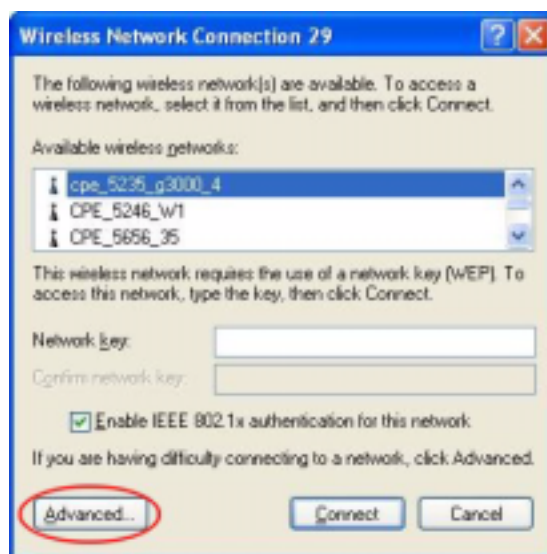 Wireless Network Connection 29
The following wireless network(s) are available. To access a
wireless network, select it from the list, and then click Connect.
Available wireless networks:
cpe_5235_g3000_4
CPE_5246_W1
CPE_5656_35
This wireless network requires the use of a network key (WEP). To
access this network, type the key, then click Connect.
Network key:
Confirm network key:
Enable IEEE 802.1x authentication for this network
If you are having difficulty connecting to a network, click Advanced.
Advanced... Connect Cancel